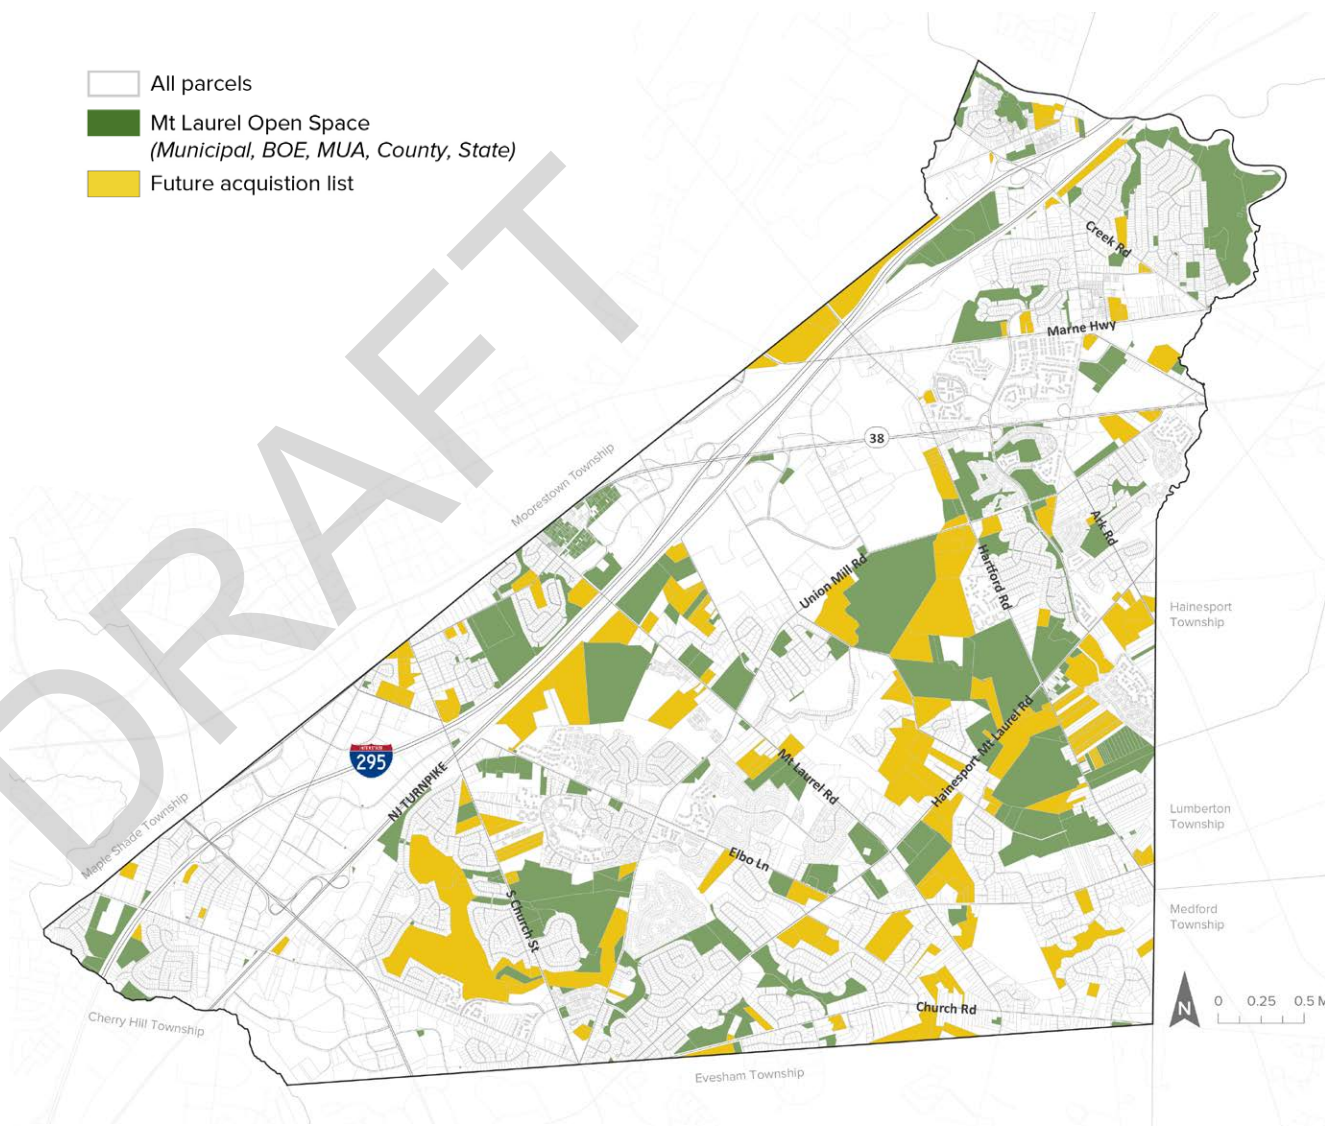 All parcels
Mt Laurel Open Space
(Municipal, BOE, MUA, County, State)
Future acquistion list
DRAFT
Creek Rd
Marne Hwy
38
Moorestown Township
Ark Rd
Union Mill Rd
Hartford Rd
Hainesport
Township
295
NJ TURNPIKE
Hainesport Mt Laurel Rd
Mt Laurel Rd
Maple Shade Township
Lumberton
Township
Elbo Ln
S Church St
Medford
Township
Church Rd
N
0 0.25 0.5 M
Cherry Hill Township
Evesham Township